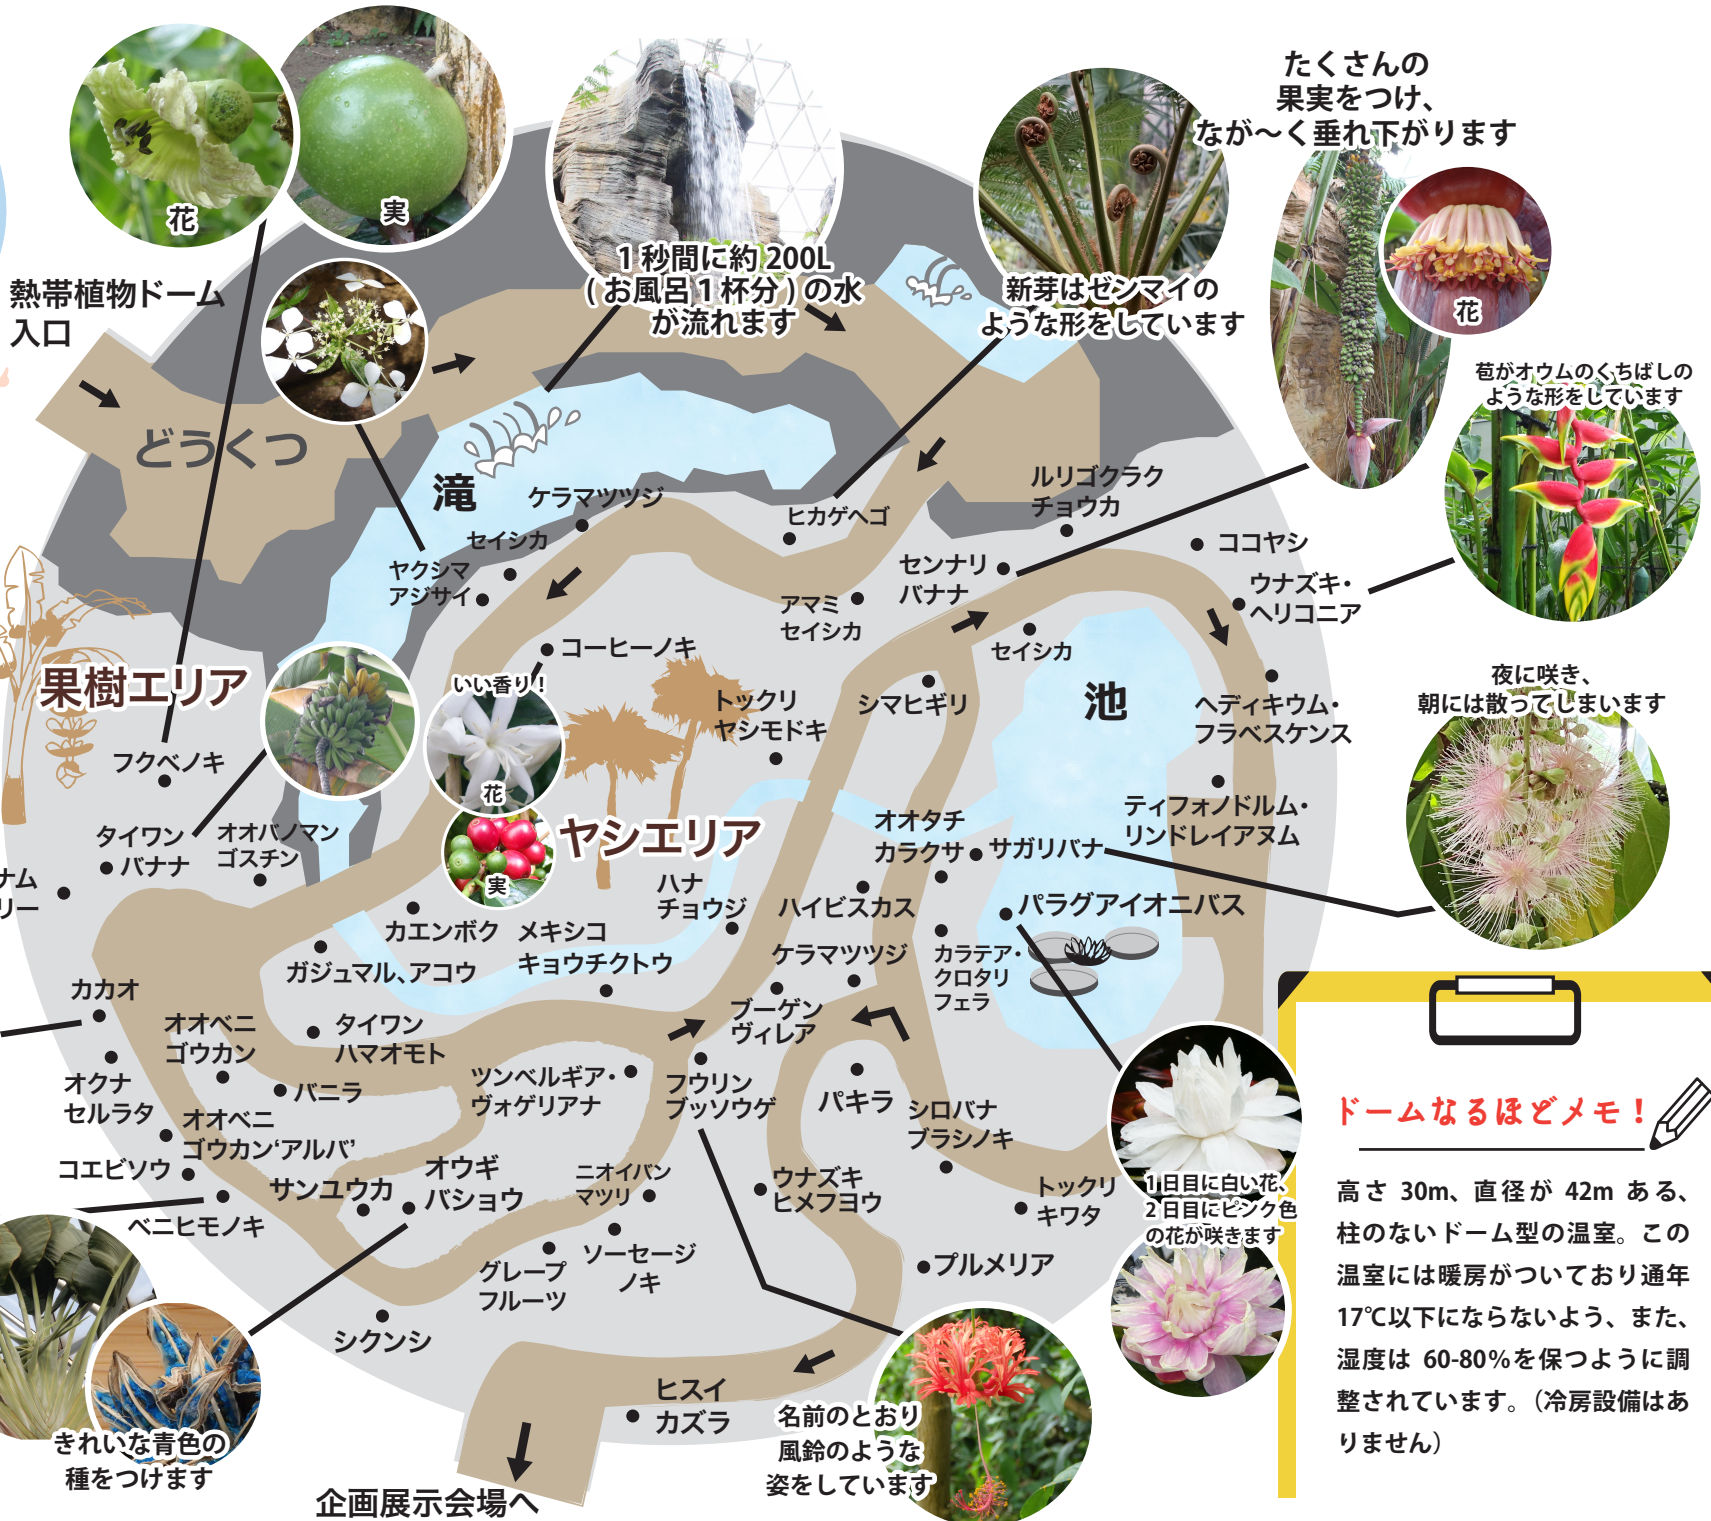 花
実
熱帯植物ドーム
入口
1 秒間に約 200L
( お風呂 1 杯分 ) の水
が流れます
新芽はゼンマイの
ような形をしています
たくさんの
果実をつけ、
なが～く垂れ下がります
花
苞がオウムのくちばしの
ような形をしています
どうくつ
滝
ケラマツツジ
セイシカ
ヤクシマ
アジサイ
ヒカゲヘゴ
ルリゴクラク
チョウカ
センナリ
バナナ
ココヤシ
ウナズキ・
ヘリコニア
アマミ
セイシカ
セイシカ
コーヒーノキ
いい香り！
花
実
果樹エリア
フクベノキ
トックリ
ヤシモドキ
シマヒギリ
池
ヘディキウム・
フラベスケンス
夜に咲き、
朝には散ってしまいます
ティフォノドルム・
リンドレイアヌム
タイワン
バナナ
オオバノマン
ゴスチン
ヤシエリア
オオタチ
カラクサ
サガリバナ
ナム
リー
ハナ
チョウジ
ハイビスカス
パラグアイオニバス
カエンボク
メキシコ
キョウチクトウ
ガジュマル、アコウ
ケラマツツジ
カラテア・
クロタリ
フェラ
カカオ
オオベニ
ゴウカン
タイワン
ハマオモト
ブーゲン
ヴィレア
オクナ
セルラタ
バニラ
ツンベルギア・
ヴォゲリアナ
フウリン
ブッソウゲ
パキラ
シロバナ
ブラシノキ
オオベニ
ゴウカン‘アルバ’
コエビソウ
サンユウカ
オウギ
バショウ
ニオイバン
マツリ
ウナズキ
ヒメフヨウ
トックリ
キワタ
1 日目に白い花、
2 日目にピンク色
の花が咲きます
ベニヒモノキ
グレープ
フルーツ
ソーセージ
ノキ
プルメリア
シクンシ
ヒスイ
カズラ
名前のとおり
風鈴のような
姿をしています
きれいな青色の
種をつけます
企画展示会場へ
ドームなるほどメモ！
高さ 30m、直径が 42m ある、
柱のないドーム型の温室。この
温室には暖房がついており通年
17℃以下にならないよう、また、
湿度は 60-80％を保つように調
整されています。（冷房設備はあ
りません）